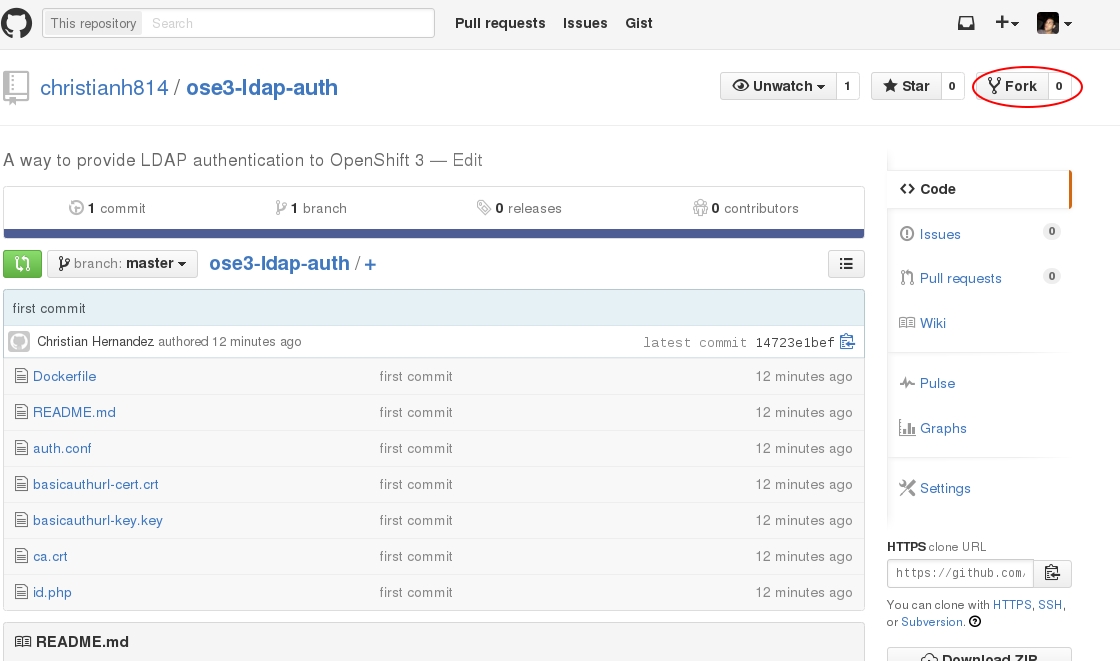 This repository Search Pull requests Issues Gist
christianh814 / ose3-ldap-auth Unwatch 1 Star 0 Fork 0
A way to provide LDAP authentication to OpenShift 3 — Edit
1 commit 1 branch 0 releases 0 contributors
branch: master ose3-ldap-auth / +
first commit
Christian Hernandez authored 12 minutes ago latest commit 14723e1bef
Dockerfile first commit 12 minutes ago
README.md first commit 12 minutes ago
auth.conf first commit 12 minutes ago
basicauthurl-cert.crt first commit 12 minutes ago
basicauthurl-key.key first commit 12 minutes ago
ca.crt first commit 12 minutes ago
id.php first commit 12 minutes ago
README.md
Code
Issues 0
Pull requests 0
Wiki
Pulse
Graphs
Settings
HTTPS clone URL
https://github.com/
You can clone with HTTPS, SSH,
or Subversion.
Download ZIP